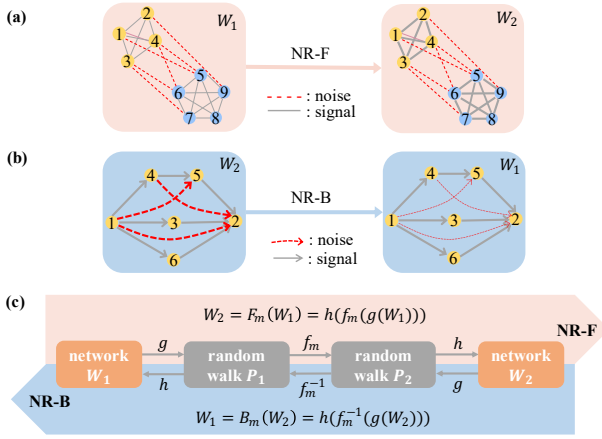 (a)
W₁
NR-F
W₂
1 2 3 4 5 6 7 8 9
: noise
: signal
1 2 3 4 5 6 7 8 9
(b)
W₂
NR-B
W₁
1 2 3 4 5 6
: noise
: signal
1 2 3 4 5 6
(c)
W₂ = Fₘ(W₁) = h(fₘ(g(W₁)))
NR-F
network W₁
g
h
random walk P₁
fₘ
fₘ⁻¹
random walk P₂
h
g
network W₂
NR-B
W₁ = Bₘ(W₂) = h(fₘ⁻¹(g(W₂)))